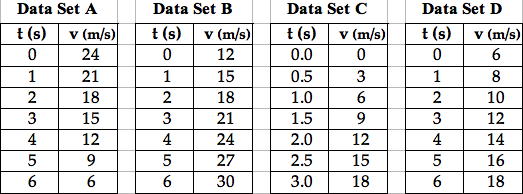 Data Set A Data Set B Data Set C Data Set D
t (s) v (m/s) t (s) v (m/s) t (s) v (m/s) t (s) v (m/s)
0 24 0 12 0.0 0 0 6
1 21 1 15 0.5 3 1 8
2 18 2 18 1.0 6 2 10
3 15 3 21 1.5 9 3 12
4 12 4 24 2.0 12 4 14
5 9 5 27 2.5 15 5 16
6 6 6 30 3.0 18 6 18